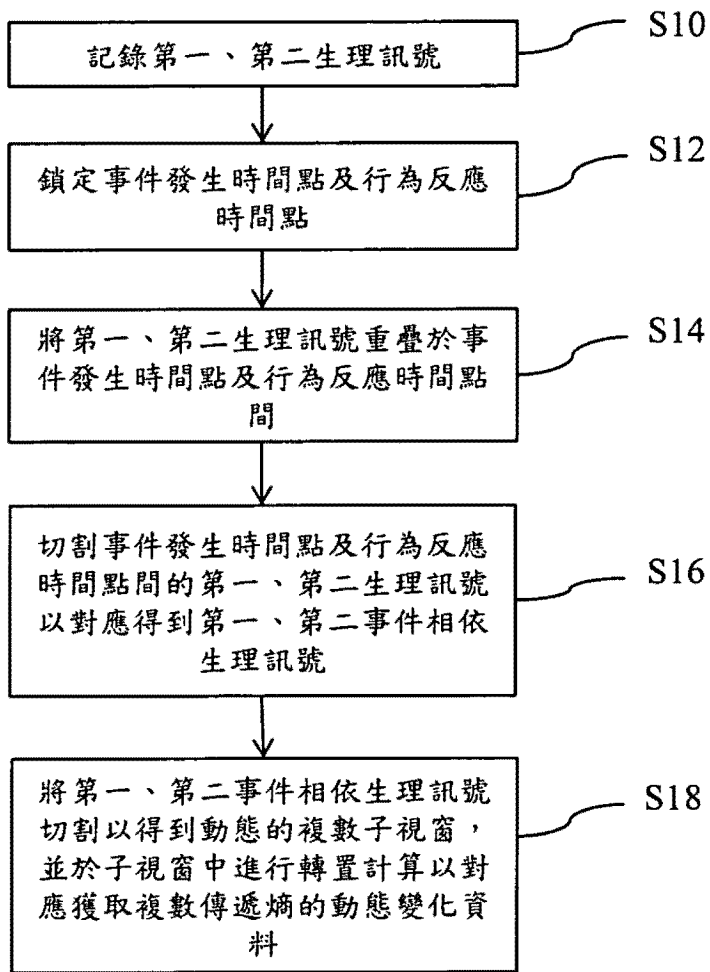 記錄第一、第二生理訊號
S10
鎖定事件發生時間點及行為反應
時間點
S12
將第一、第二生理訊號重疊於事
件發生時間點及行為反應時間點
間
S14
切割事件發生時間點及行為反應
時間點間的第一、第二生理訊號
以對應得到第一、第二事件相依
生理訊號
S16
將第一、第二事件相依生理訊號
切割以得到動態的複數子視窗，
並於子視窗中進行轉置計算以對
應獲取複數傳遞熵的動態變化資
料
S18